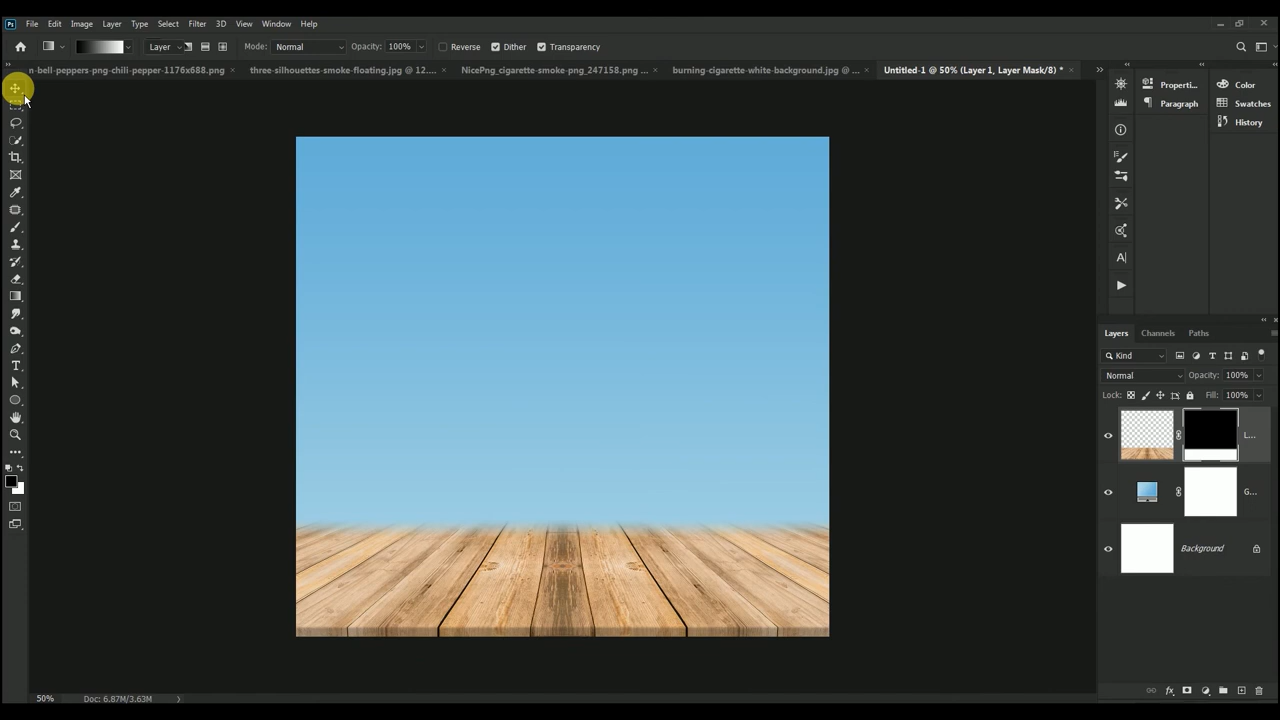 Ps File Edit Image Layer Type Select Filter 3D View Window Help
Layer Mode: Normal Opacity: 100% Reverse Dither Transparency
n-bell-peppers-png-chili-pepper-1176x688.png × three-silhouettes-smoke-floating.jpg @ 12.... × NicePng_cigarette-smoke-png_247158.png ... × burning-cigarette-white-background.jpg @ ... × Untitled-1 @ 50% (Layer 1, Layer Mask/8) * ×
Properti... Color
Paragraph Swatches
History
Layers Channels Paths
Kind
Normal Opacity: 100%
Lock: Fill: 100%
L...
G...
Background
50% Doc: 6.87M/3.63M